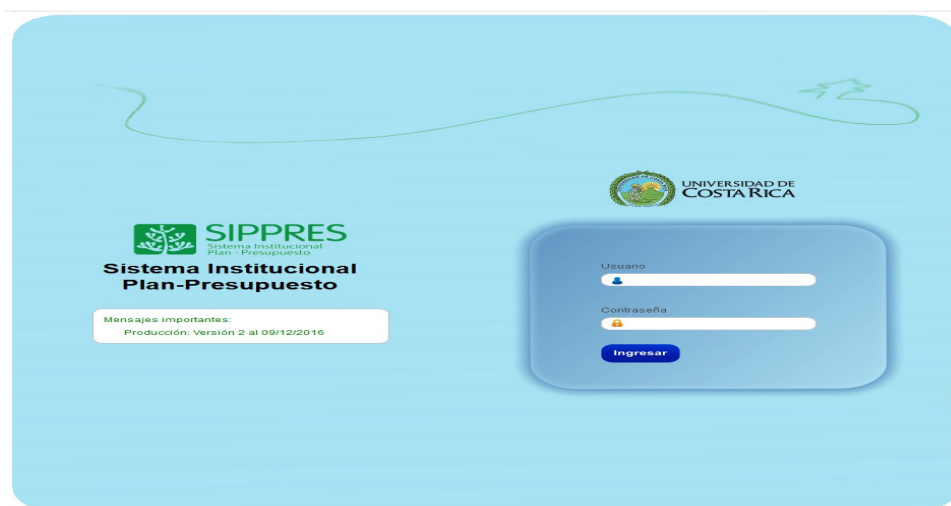 UNIVERSIDAD DE
COSTA RICA
SIPPRES
Sistema Institucional
Plan - Presupuesto
Sistema Institucional
Plan-Presupuesto
Mensajes importantes:
Producción: Versión 2 al 09/12/2016
Usuario
Contraseña
Ingresar